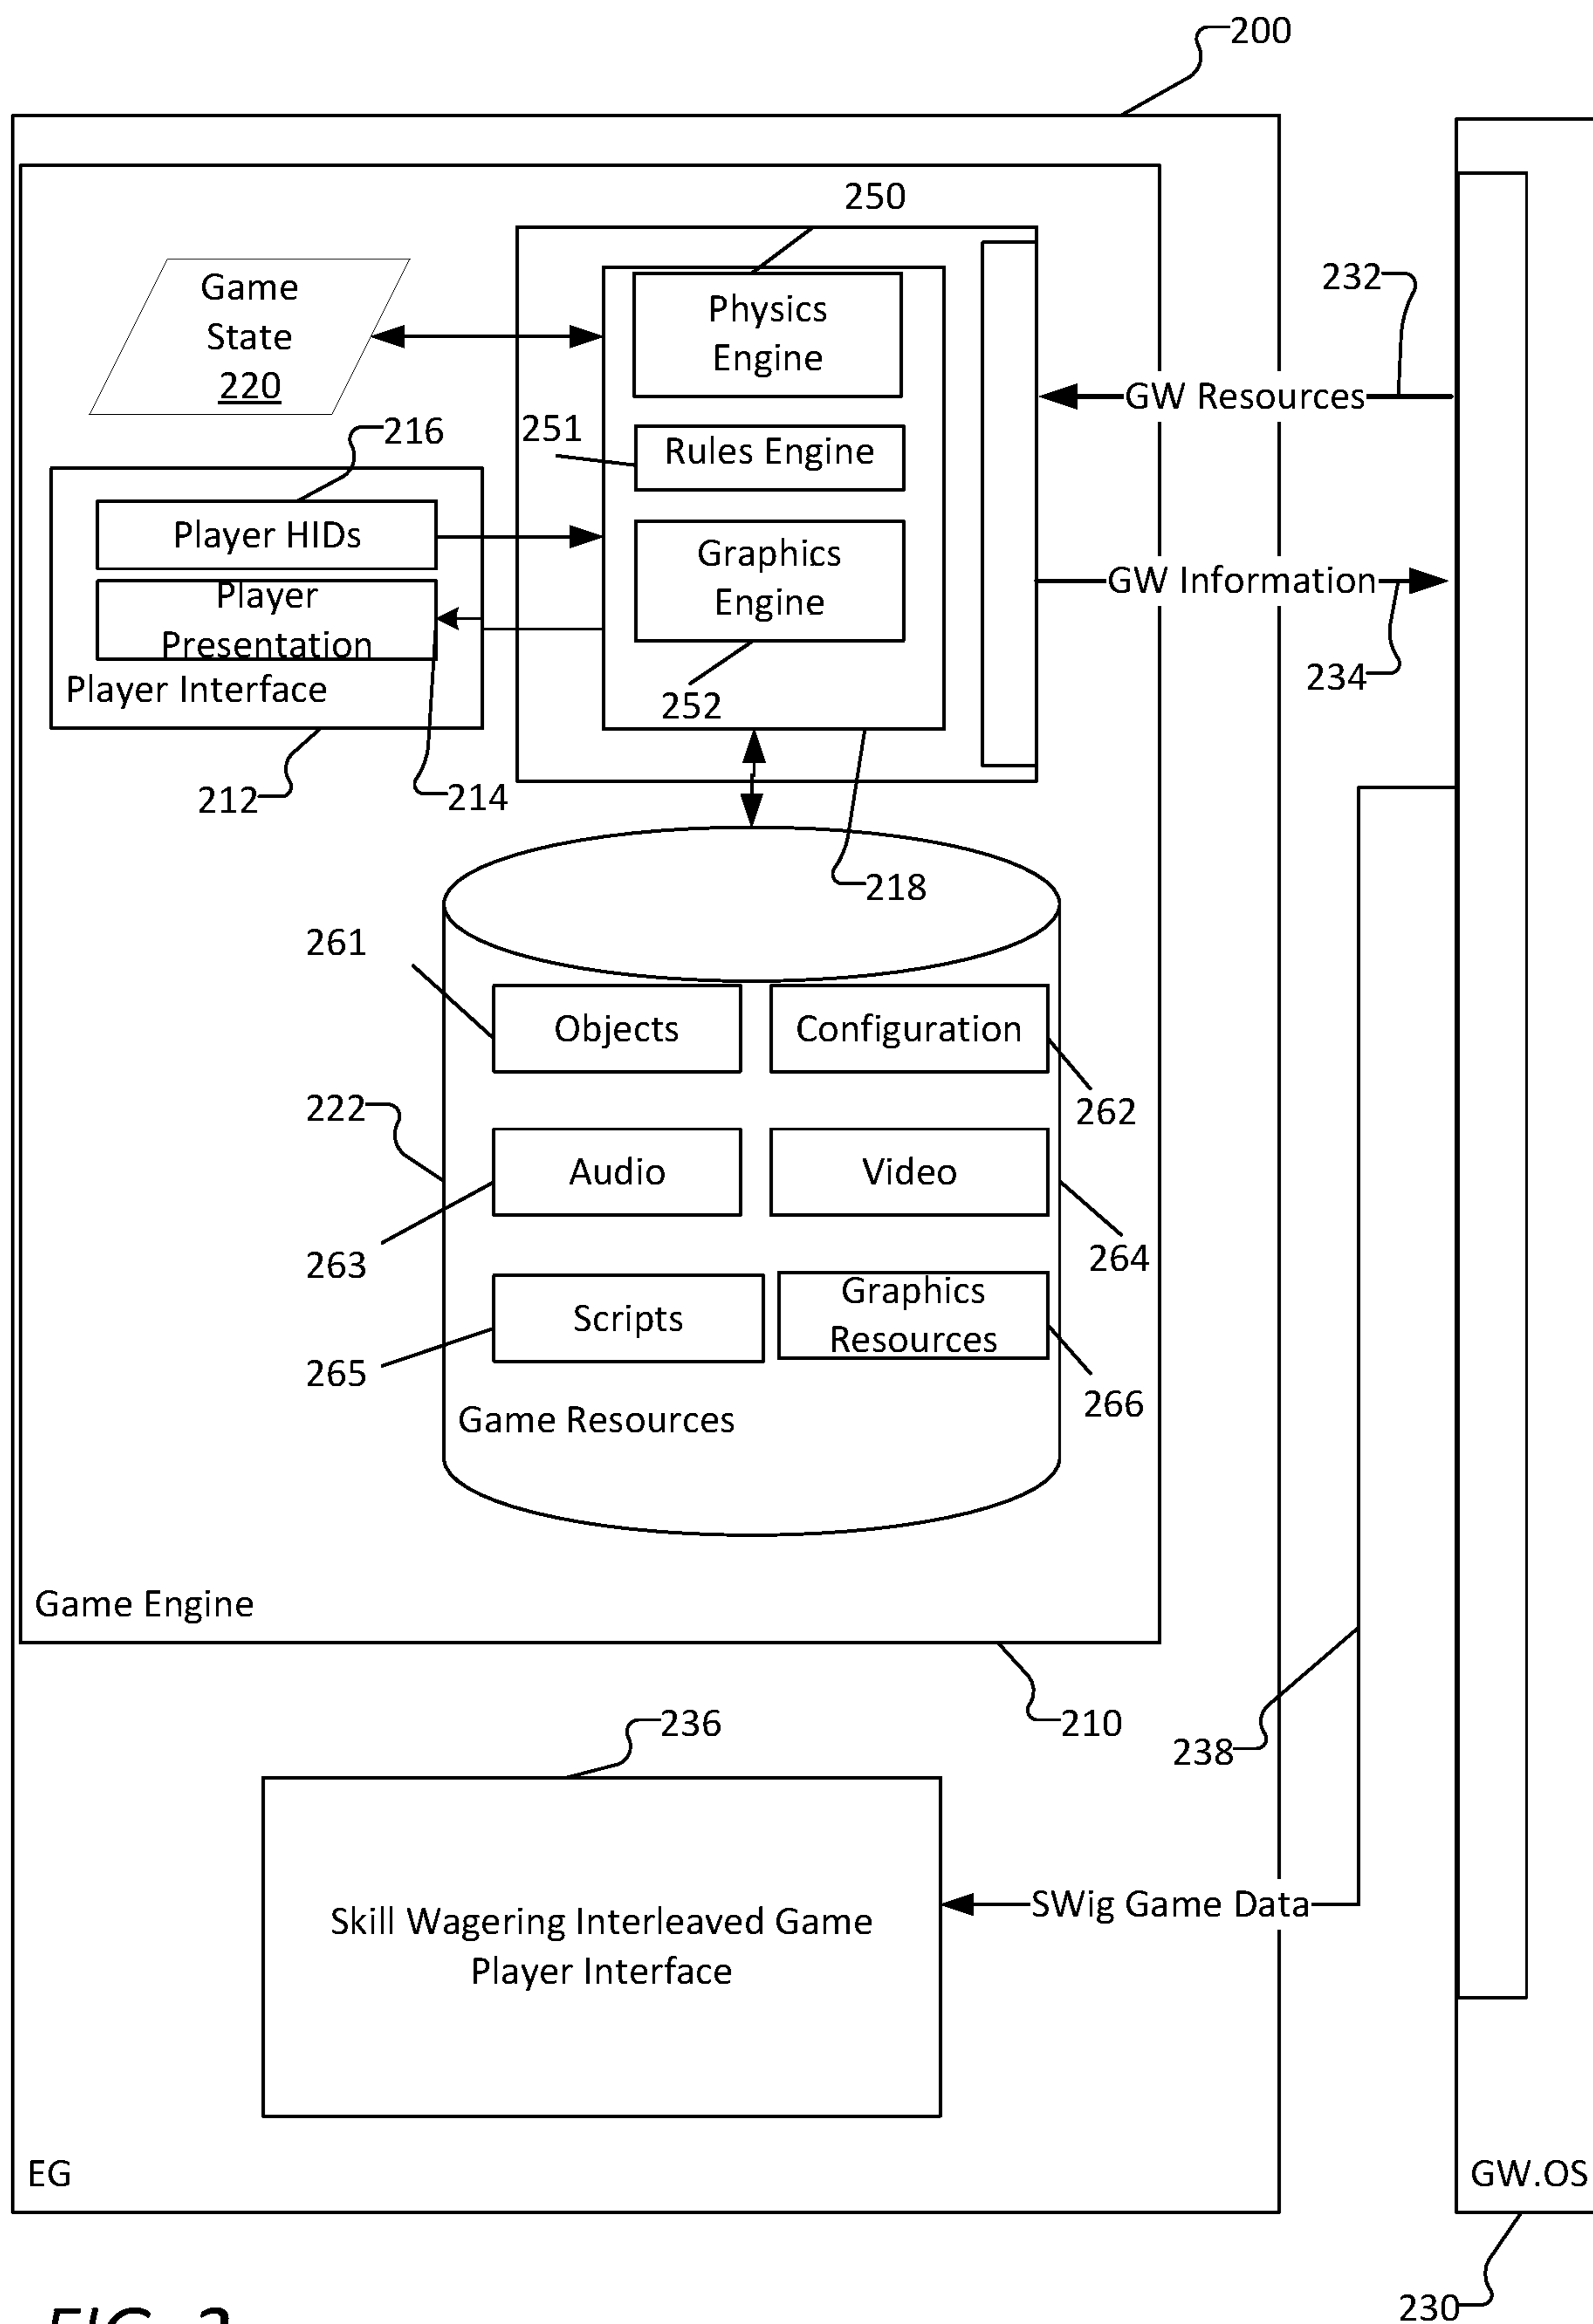 200
250
Game
State
220
Physics
Engine
232
GW Resources
216
251
Rules Engine
Player HIDs
Graphics
Engine
GW Information
Player
Presentation
Player Interface
234
252
212
214
218
261
Objects
Configuration
222
262
Audio
Video
263
264
Scripts
Graphics
Resources
265
266
Game Resources
Game Engine
210
236
238
SWig Game Data
Skill Wagering Interleaved Game
Player Interface
EG
GW.OS
230
FIG. 2